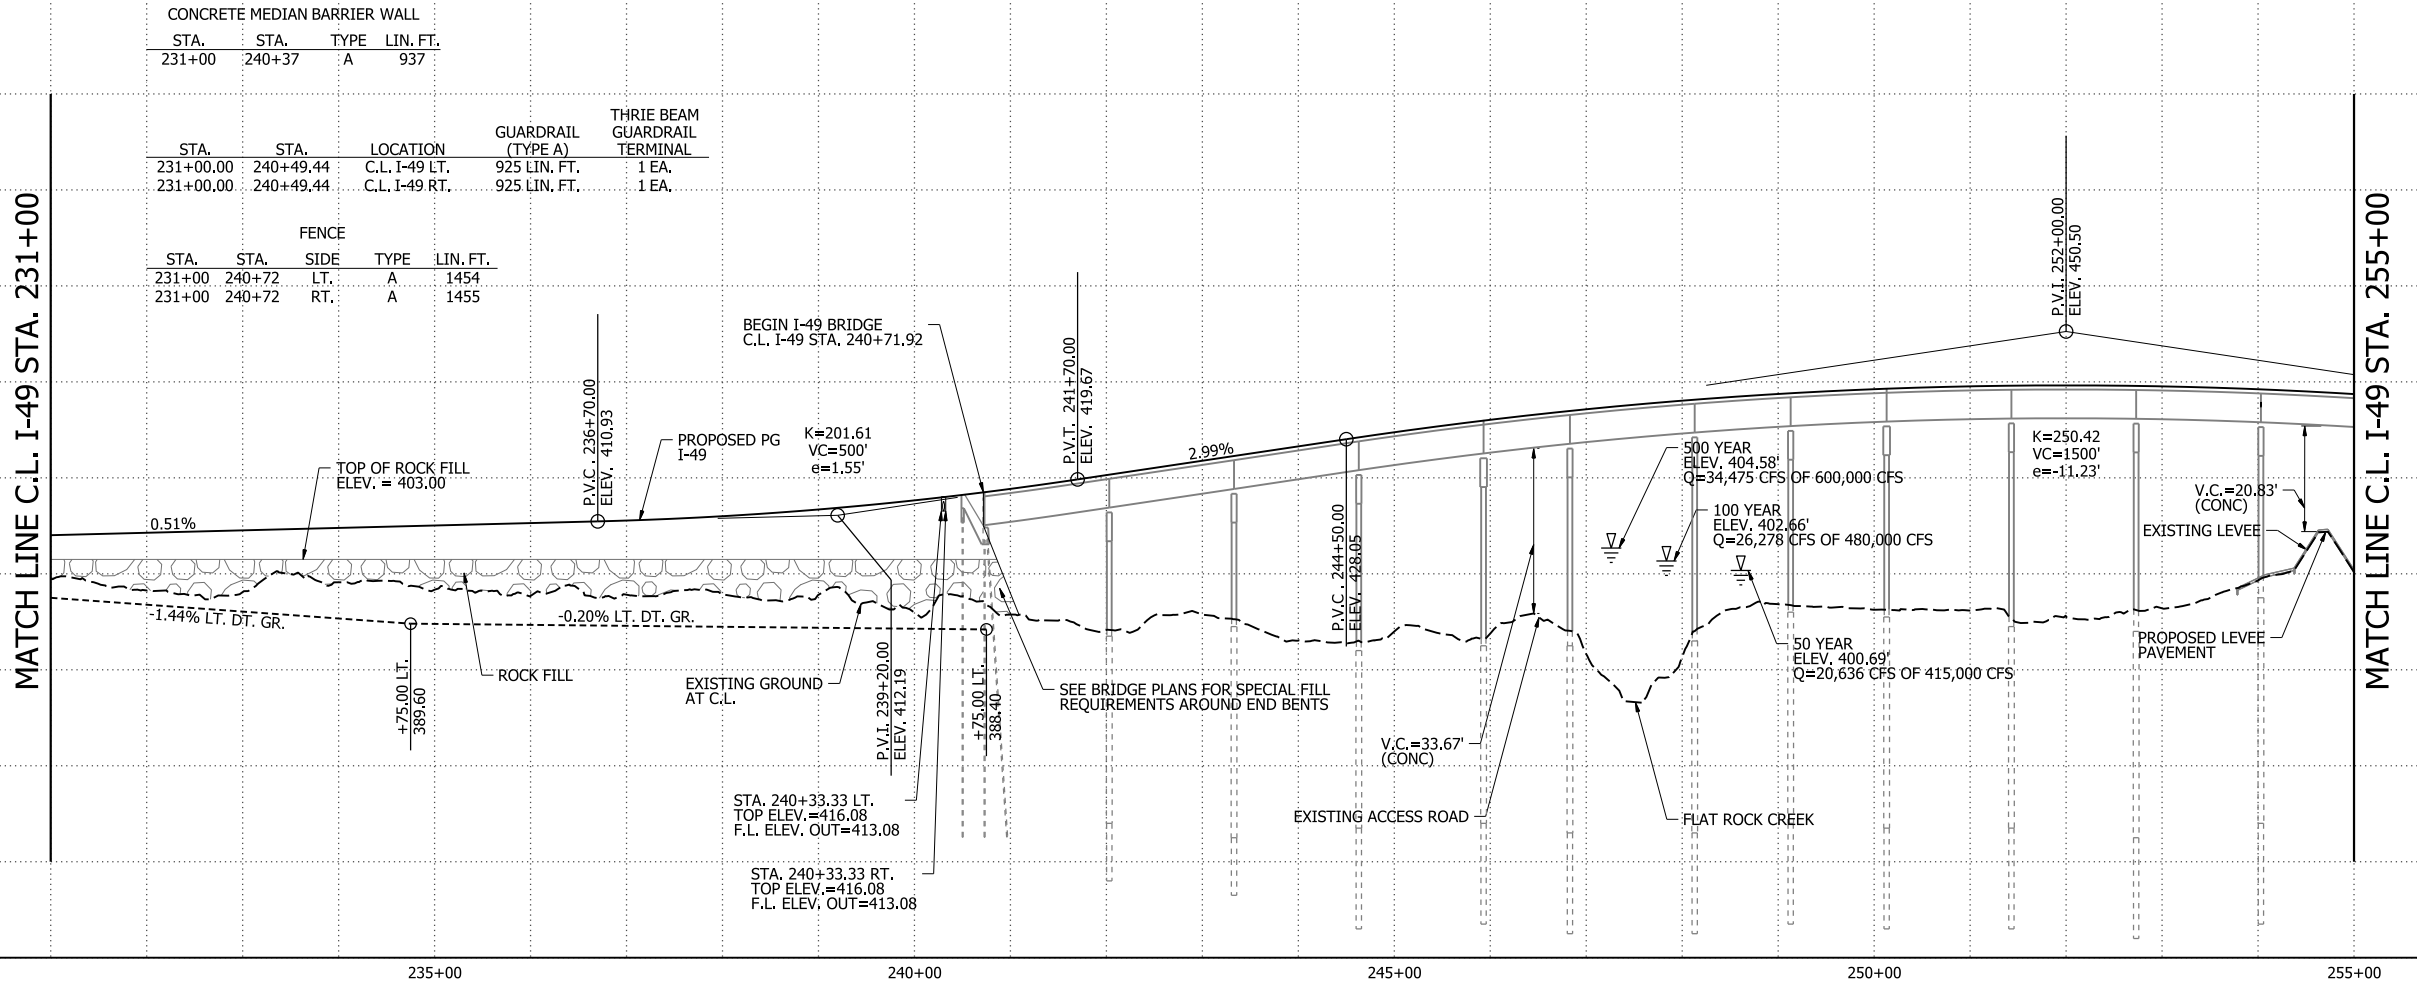 CONCRETE MEDIAN BARRIER WALL
STA. STA. TYPE LIN. FT.
231+00 240+37 A 937
THRIE BEAM
GUARDRAIL GUARDRAIL
STA. STA. LOCATION (TYPE A) TERMINAL
231+00.00 240+49.44 C.L. I-49 LT. 925 LIN. FT. 1 EA.
231+00.00 240+49.44 C.L. I-49 RT. 925 LIN. FT. 1 EA.
FENCE
STA. STA. SIDE TYPE LIN. FT.
231+00 240+72 LT. A 1454
231+00 240+72 RT. A 1455
MATCH LINE C.L. I-49 STA. 231+00
TOP OF ROCK FILL
ELEV. = 403.00
0.51%
-1.44% LT. DT. GR.
+75.00 LT.
389.60
ROCK FILL
-0.20% LT. DT. GR.
P.V.C. 236+70.00
ELEV. 410.93
PROPOSED PG
I-49
K=201.61
VC=500'
e=1.55'
BEGIN I-49 BRIDGE
C.L. I-49 STA. 240+71.92
EXISTING GROUND
AT C.L.
P.V.I. 239+20.00
ELEV. 412.19
+75.00 LT.
388.40
STA. 240+33.33 LT.
TOP ELEV.=416.08
F.L. ELEV. OUT=413.08
STA. 240+33.33 RT.
TOP ELEV.=416.08
F.L. ELEV. OUT=413.08
SEE BRIDGE PLANS FOR SPECIAL FILL
REQUIREMENTS AROUND END BENTS
P.V.T. 241+70.00
ELEV. 419.67
2.99%
P.V.C. 244+50.00
ELEV. 428.05
V.C.=33.67'
(CONC)
EXISTING ACCESS ROAD
FLAT ROCK CREEK
500 YEAR
ELEV. 404.58'
Q=34,475 CFS OF 600,000 CFS
100 YEAR
ELEV. 402.66'
Q=26,278 CFS OF 480,000 CFS
50 YEAR
ELEV. 400.69'
Q=20,636 CFS OF 415,000 CFS
P.V.I. 252+00.00
ELEV. 450.50
K=250.42
VC=1500'
e=-11.23'
V.C.=20.83'
(CONC)
EXISTING LEVEE
PROPOSED LEVEE
PAVEMENT
MATCH LINE C.L. I-49 STA. 255+00
235+00 240+00 245+00 250+00 255+00